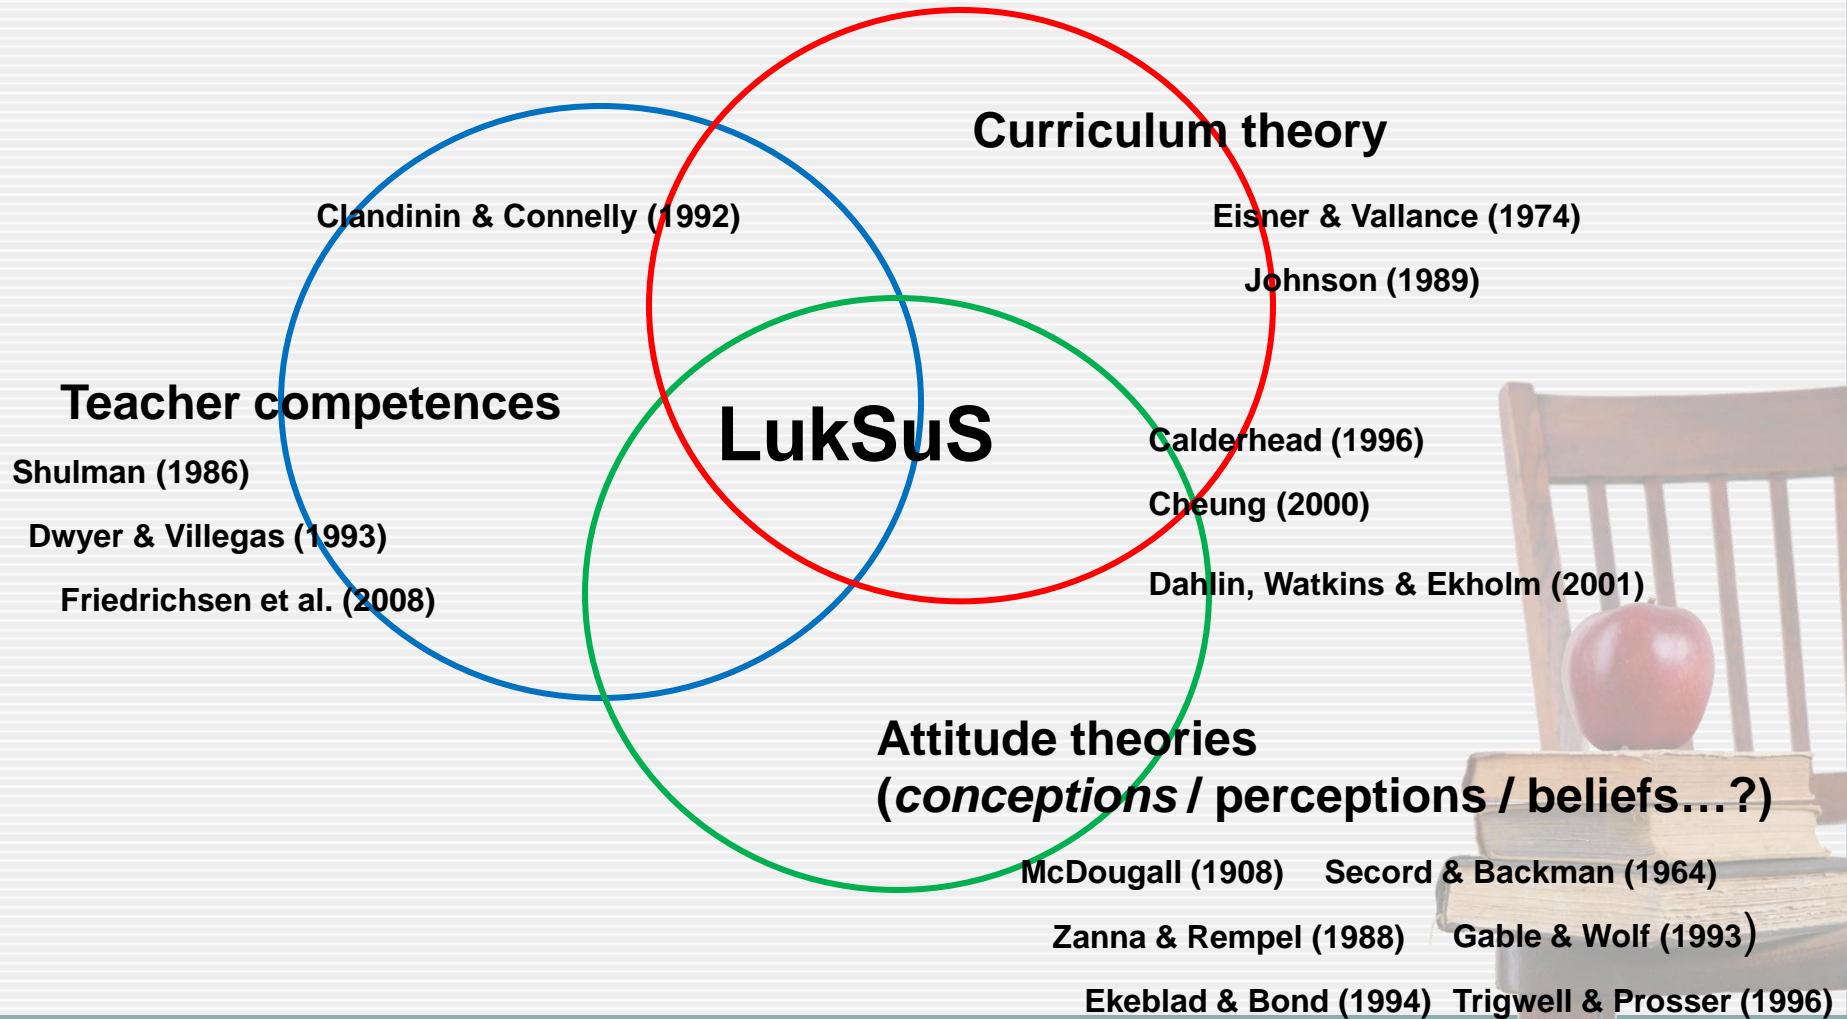 Curriculum theory
Clandinin & Connelly (1992)
Eisner & Vallance (1974)
Johnson (1989)
Teacher competences
Shulman (1986)
Dwyer & Villegas (1993)
Friedrichsen et al. (2008)
LukSuS
Calderhead (1996)
Cheung (2000)
Dahlin, Watkins & Ekholm (2001)
Attitude theories
(conceptions / perceptions / beliefs…?)
McDougall (1908) Secord & Backman (1964)
Zanna & Rempel (1988) Gable & Wolf (1993)
Ekeblad & Bond (1994) Trigwell & Prosser (1996)